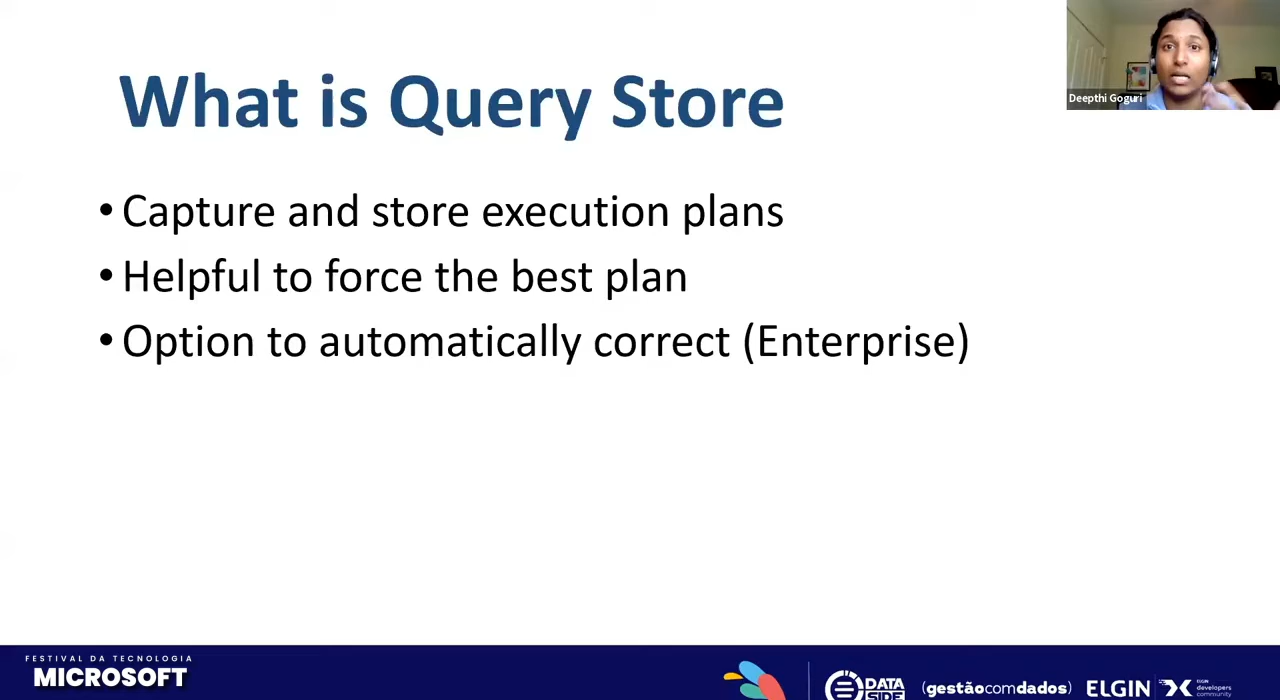 What is Query Store
Deepthi Goguri
• Capture and store execution plans
• Helpful to force the best plan
• Option to automatically correct (Enterprise)
FESTIVAL DA TECNOLOGIA
MICROSOFT
DATA
SIDE
(gestãocomdados)
ELGIN
ELGIN
developers
community